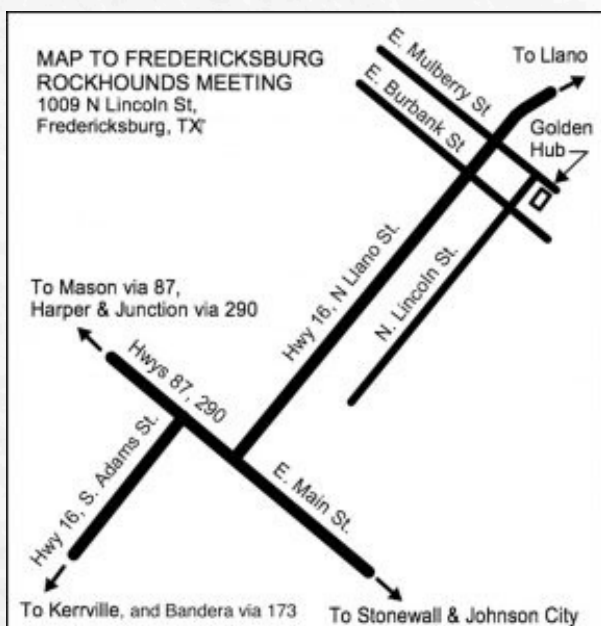 MAP TO FREDERICKSBURG
ROCKHOUNDS MEETING
1009 N Lincoln St,
Fredericksburg, TX
E. Mulberry St
To Llano
E. Burbank St
Golden
Hub
Hwy 16, N Llano St.
N. Lincoln St.
To Mason via 87,
Harper & Junction via 290
Hwys 87, 290
Hwy 16, S. Adams St.
E. Main St.
To Kerrville, and Bandera via 173
To Stonewall & Johnson City